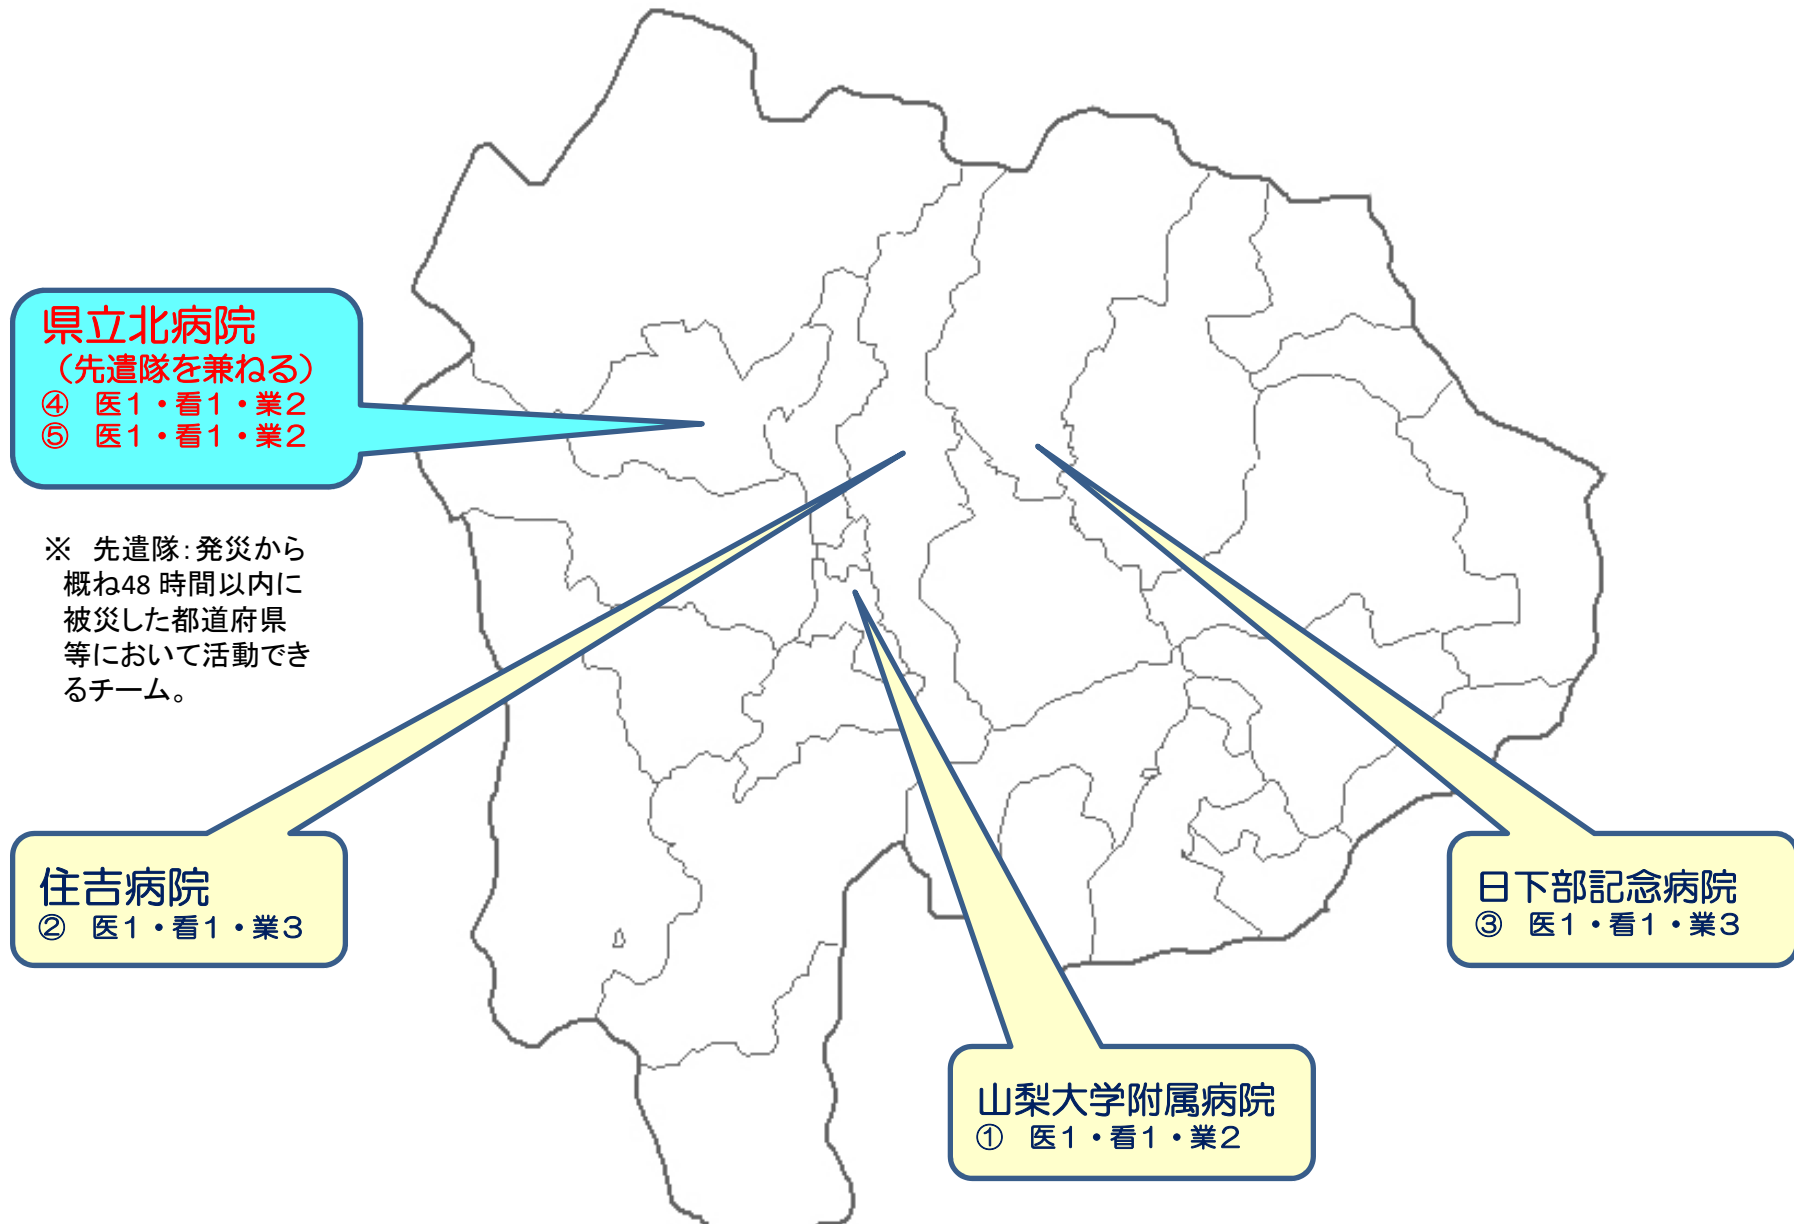 県立北病院
(先遣隊を兼ねる)
④ 医1・看1・業2
⑤ 医1・看1・業2
※ 先遣隊:発災から
概ね48 時間以内に
被災した都道府県
等において活動でき
るチーム。
住吉病院
② 医1・看1・業3
日下部記念病院
③ 医1・看1・業3
山梨大学附属病院
① 医1・看1・業2